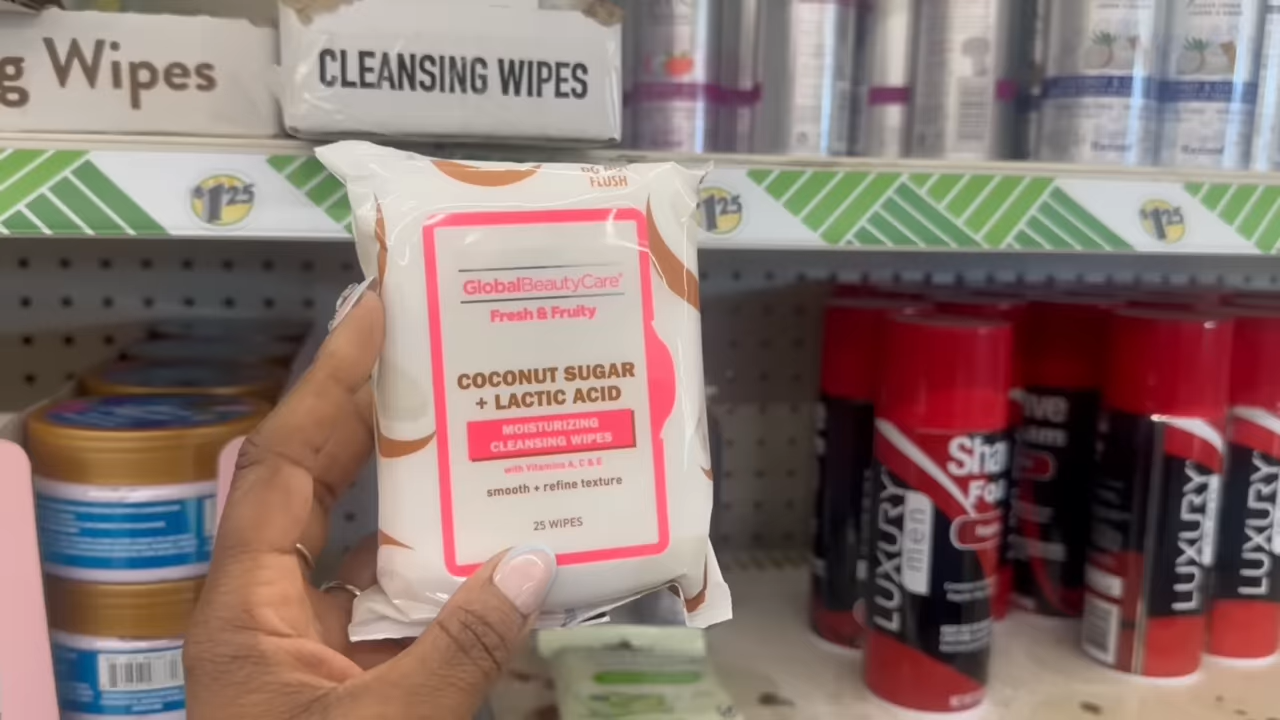 Wipes
CLEANSING WIPES
$1.25
$1.25
$1.25
FLUSH
GlobalBeautyCare®
Fresh & Fruity
COCONUT SUGAR
+ LACTIC ACID
MOISTURIZING
CLEANSING WIPES
with Vitamins A, C & E
smooth + refine texture
25 WIPES
LUXURY
men
LUXURY
LUXURY